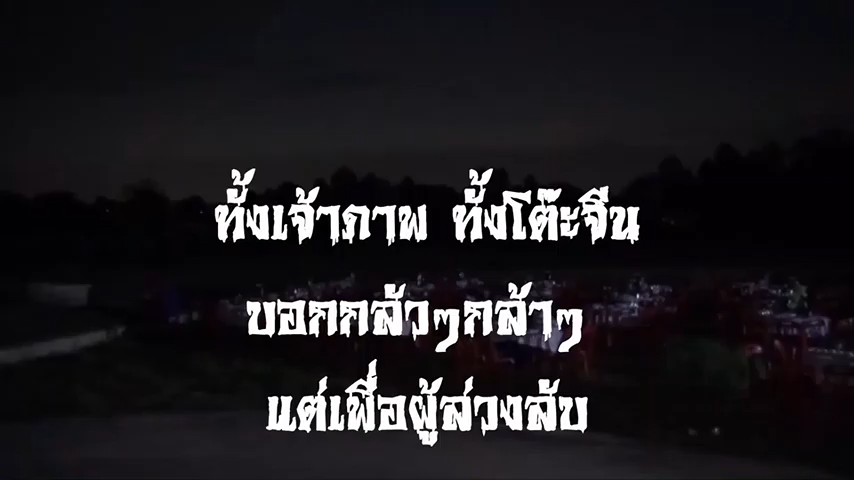 ทั้งเจ้าภาพ ทั้งโต๊ะจีน
บอกกลัวๆกล้าๆ
แต่เพื่อผู้ล่วงลับ